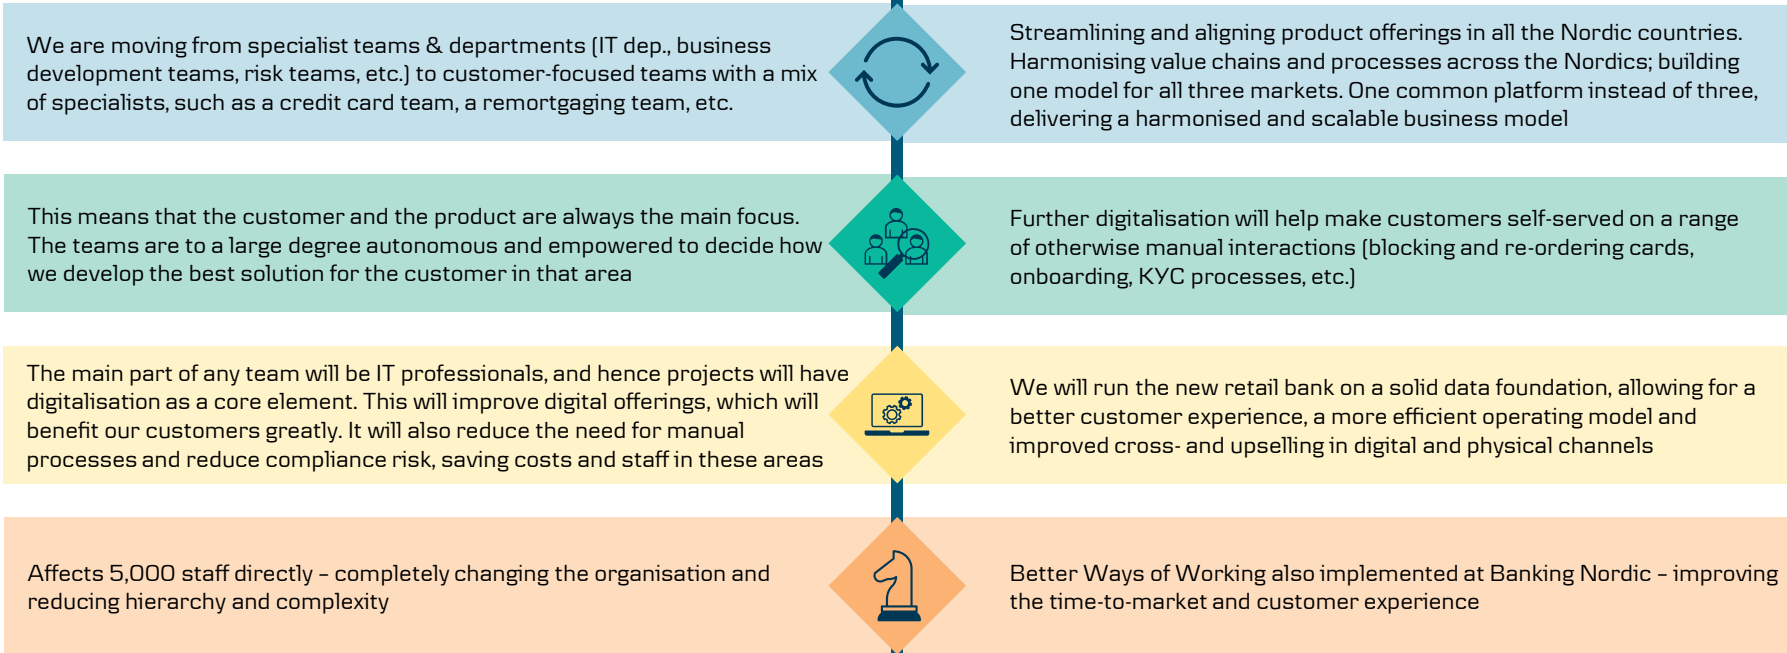 We are moving from specialist teams & departments (IT dep., business
development teams, risk teams, etc.) to customer-focused teams with a mix
of specialists, such as a credit card team, a remortgaging team, etc.
Streamlining and aligning product offerings in all the Nordic countries.
Harmonising value chains and processes across the Nordics; building
one model for all three markets. One common platform instead of three,
delivering a harmonised and scalable business model
This means that the customer and the product are always the main focus.
The teams are to a large degree autonomous and empowered to decide how
we develop the best solution for the customer in that area
Further digitalisation will help make customers self-served on a range
of otherwise manual interactions (blocking and re-ordering cards,
onboarding, KYC processes, etc.)
The main part of any team will be IT professionals, and hence projects will have
digitalisation as a core element. This will improve digital offerings, which will
benefit our customers greatly. It will also reduce the need for manual
processes and reduce compliance risk, saving costs and staff in these areas
We will run the new retail bank on a solid data foundation, allowing for a
better customer experience, a more efficient operating model and
improved cross- and upselling in digital and physical channels
Affects 5,000 staff directly – completely changing the organisation and
reducing hierarchy and complexity
Better Ways of Working also implemented at Banking Nordic – improving
the time-to-market and customer experience